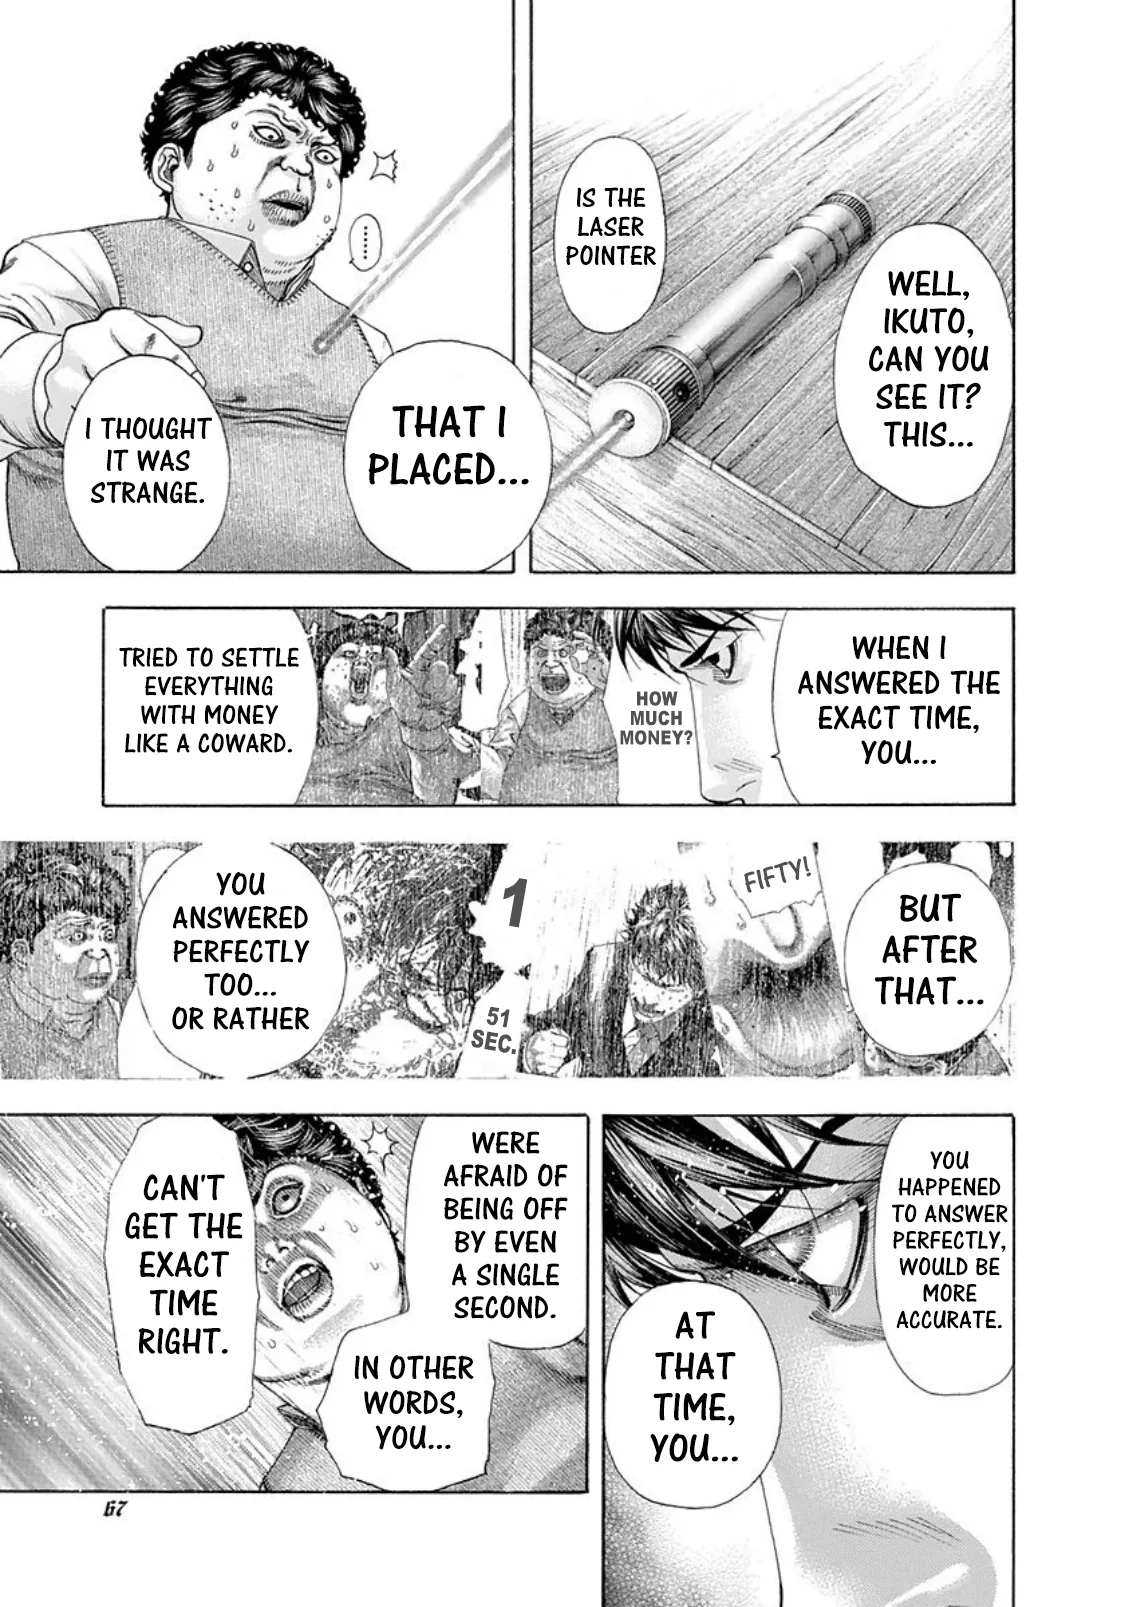 WELL,
IKUTO,
CAN YOU
SEE IT?
THIS...
IS THE
LASER
POINTER
THAT I
PLACED...
I THOUGHT
IT WAS
STRANGE.
WHEN I
ANSWERED THE
EXACT TIME,
YOU...
HOW
MUCH
MONEY?
TRIED TO SETTLE
EVERYTHING
WITH MONEY
LIKE A COWARD.
BUT
AFTER
THAT...
FIFTY!
1
51
SEC.
YOU
ANSWERED
PERFECTLY
TOO...
OR RATHER
YOU
HAPPENED
TO ANSWER
PERFECTLY,
WOULD BE
MORE
ACCURATE.
AT
THAT
TIME,
YOU...
WERE
AFRAID OF
BEING OFF
BY EVEN
A SINGLE
SECOND.
IN OTHER
WORDS,
YOU...
CAN'T
GET THE
EXACT
TIME
RIGHT.
67